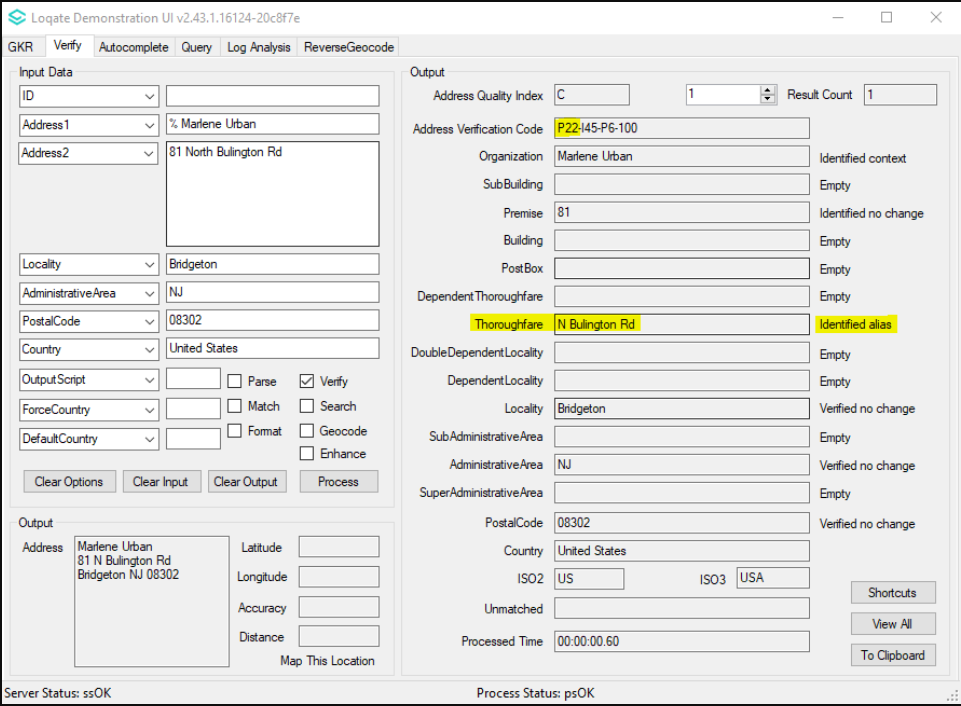 Loqate Demonstration UI v2.43.1.16124-20c8f7e
GKR Verify Autocomplete Query Log Analysis ReverseGeocode
Input Data
ID
Address1 % Marlene Urban
Address2 81 North Bulington Rd
Locality Bridgeton
AdministrativeArea NJ
PostalCode 08302
Country United States
OutputScript Parse Verify
ForceCountry Match Search
DefaultCountry Format Geocode
Enhance
Clear Options Clear Input Clear Output Process
Output
Address Marlene Urban
81 N Bulington Rd
Bridgeton NJ 08302
Latitude
Longitude
Accuracy
Distance
Map This Location
Output
Address Quality Index C 1 Result Count 1
Address Verification Code P22-I45-P6-100
Organization Marlene Urban Identified context
SubBuilding Empty
Premise 81 Identified no change
Building Empty
PostBox Empty
DependentThoroughfare Empty
Thoroughfare N Bulington Rd Identified alias
DoubleDependentLocality Empty
DependentLocality Empty
Locality Bridgeton Verified no change
SubAdministrativeArea Empty
AdministrativeArea NJ Verified no change
SuperAdministrativeArea Empty
PostalCode 08302 Verified no change
Country United States
ISO2 US ISO3 USA
Unmatched
Processed Time 00:00:00.60
Shortcuts
View All
To Clipboard
Server Status: ssOK Process Status: psOK